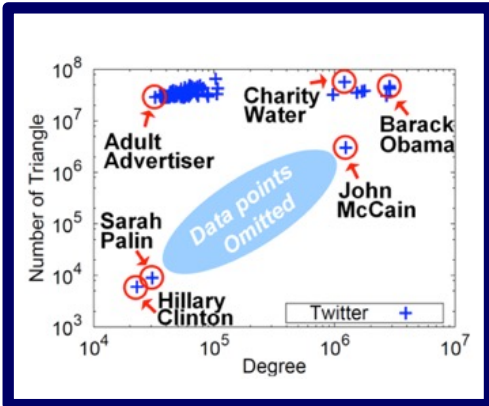 Number of Triangle
10^8
10^7
10^6
10^5
10^4
10^3
Charity
Water
Adult
Advertiser
Barack
Obama
John
McCain
Data points
Omitted
Sarah
Palin
Hillary
Clinton
Twitter
10^4
10^5
10^6
10^7
Degree